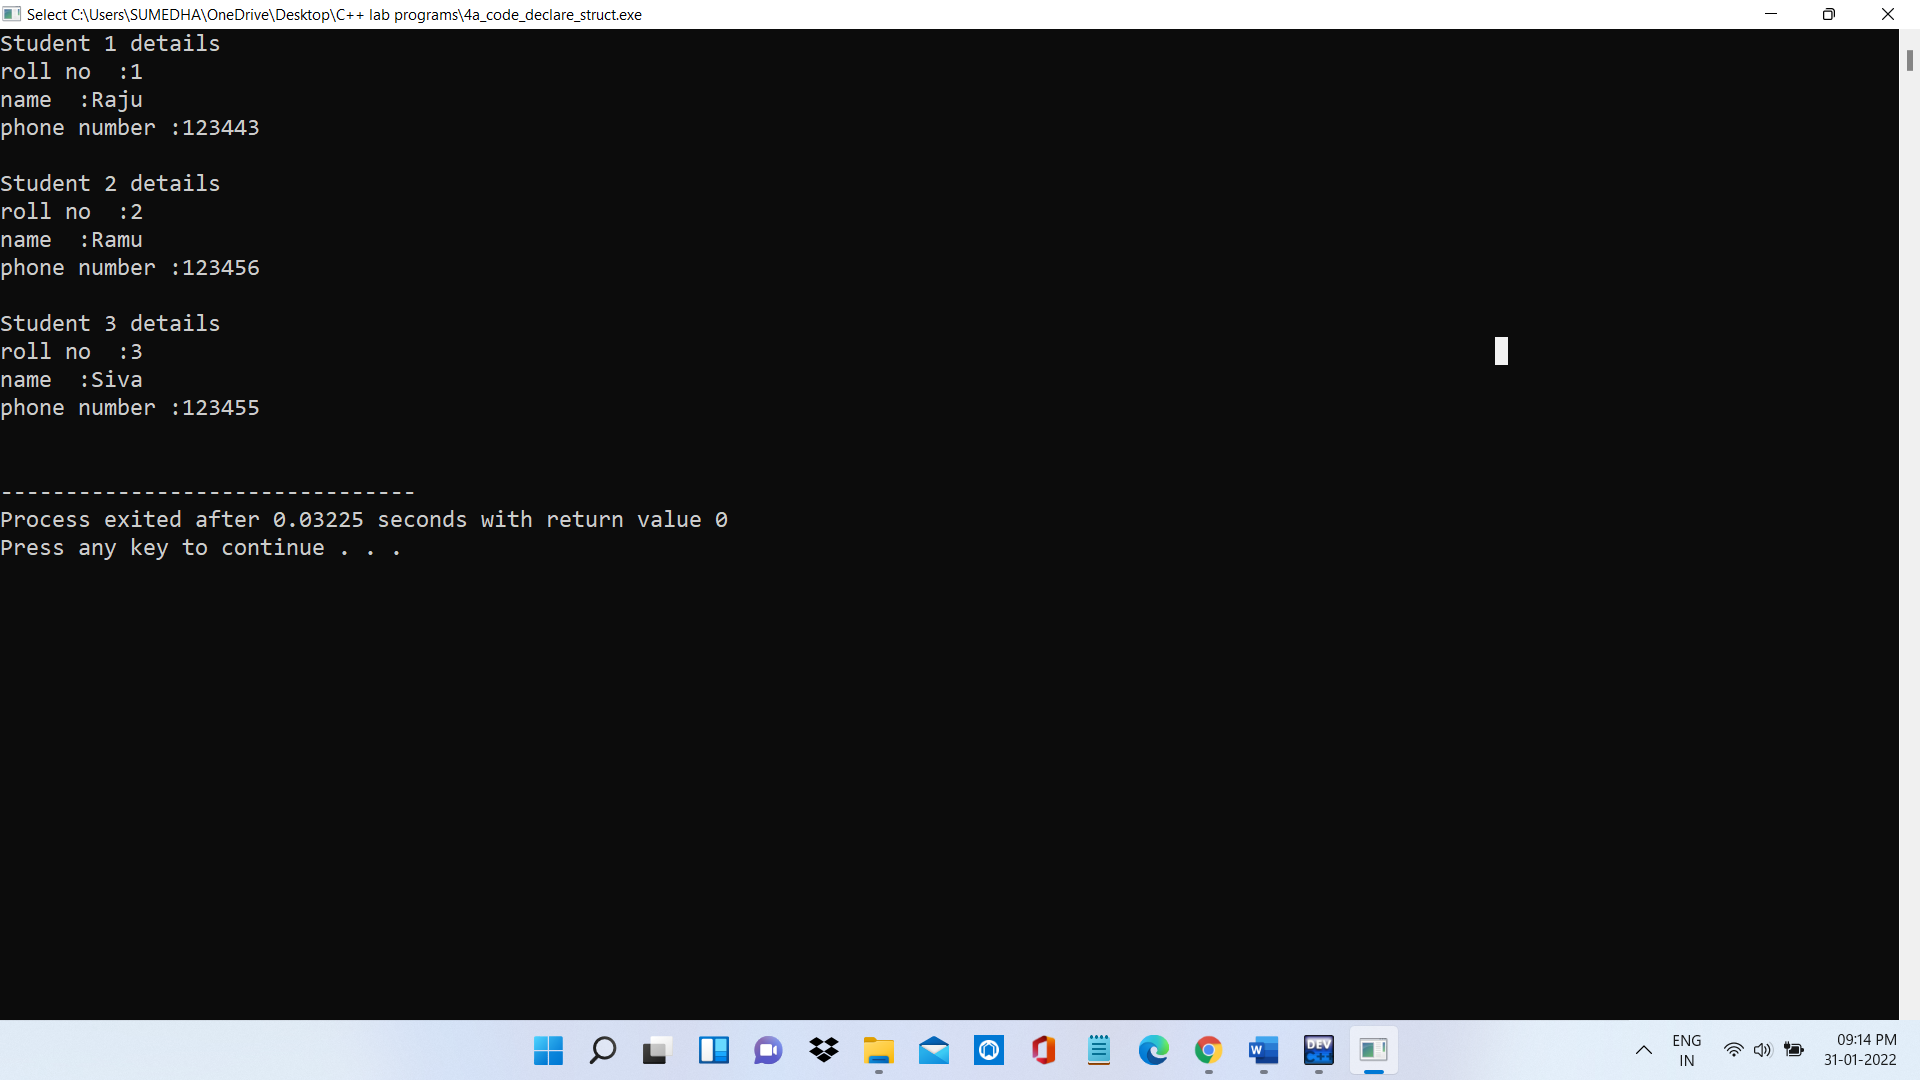 Select C:\Users\SUMEDHA\OneDrive\Desktop\C++ lab programs\4a_code_declare_struct.exe
Student 1 details
roll no  :1
name  :Raju
phone number :123443
Student 2 details
roll no  :2
name  :Ramu
phone number :123456
Student 3 details
roll no  :3
name  :Siva
phone number :123455
--------------------------------
Process exited after 0.03225 seconds with return value 0
Press any key to continue . . .
W
DEV
C++
ENG
IN
09:14 PM
31-01-2022